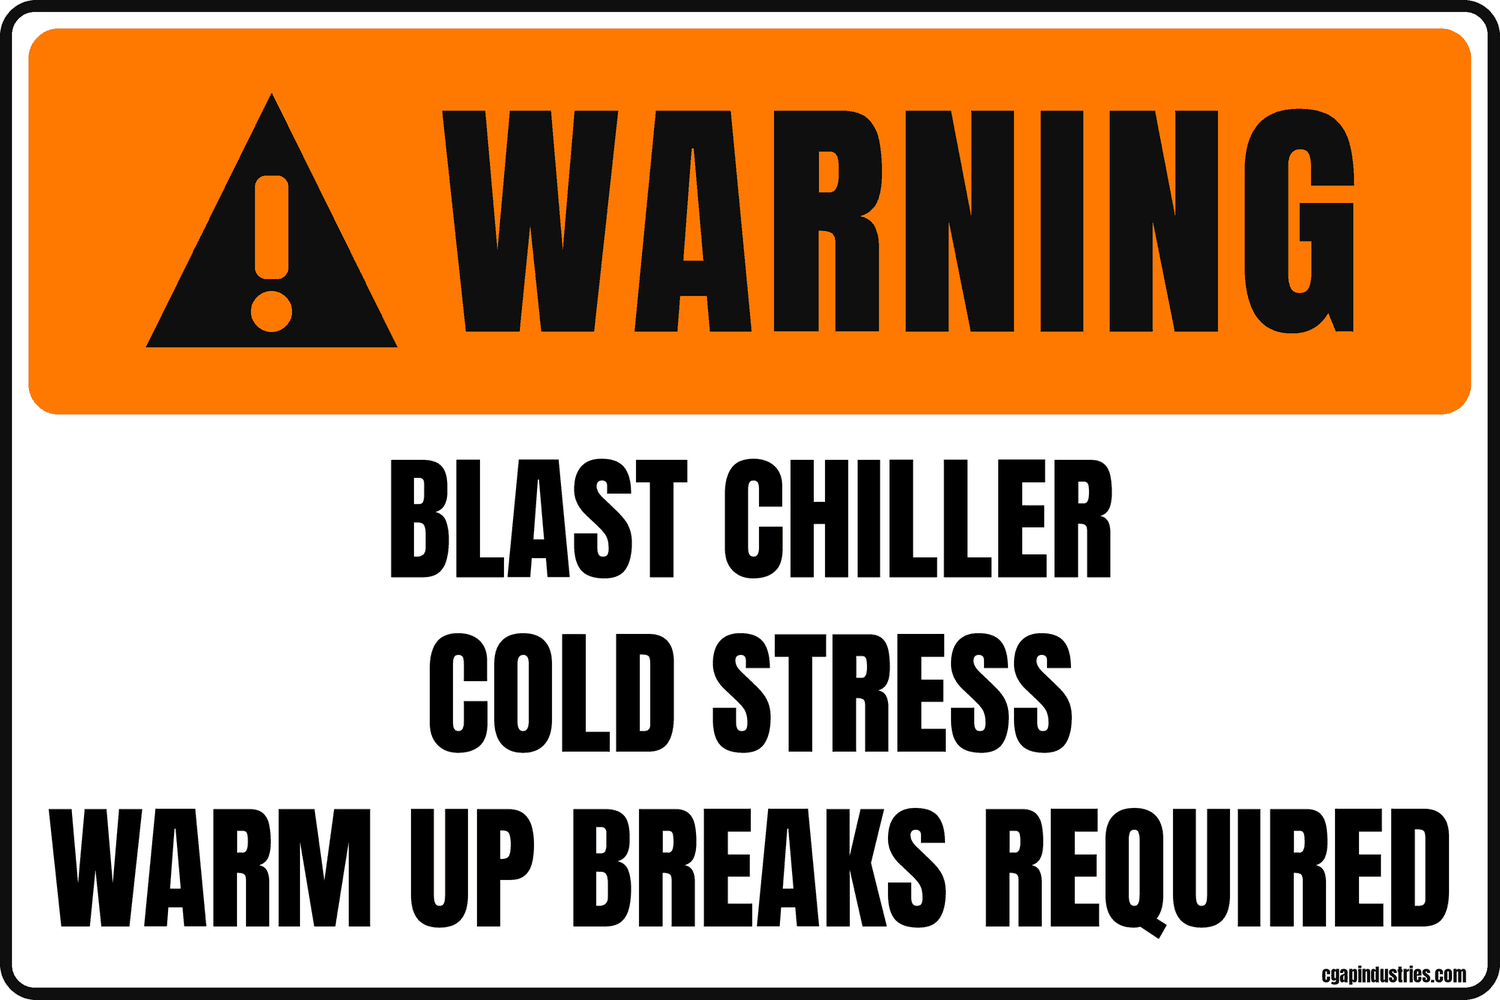 WARNING
BLAST CHILLER
COLD STRESS
WARM UP BREAKS REQUIRED
cgapindustries.com